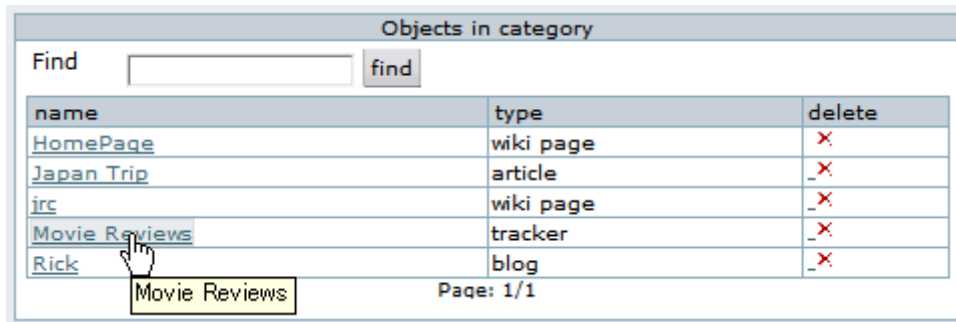 Objects in category
Find find
name type delete
HomePage wiki page
Japan Trip article
jrc wiki page
Movie Reviews tracker
Rick blog
Movie Reviews Page: 1/1